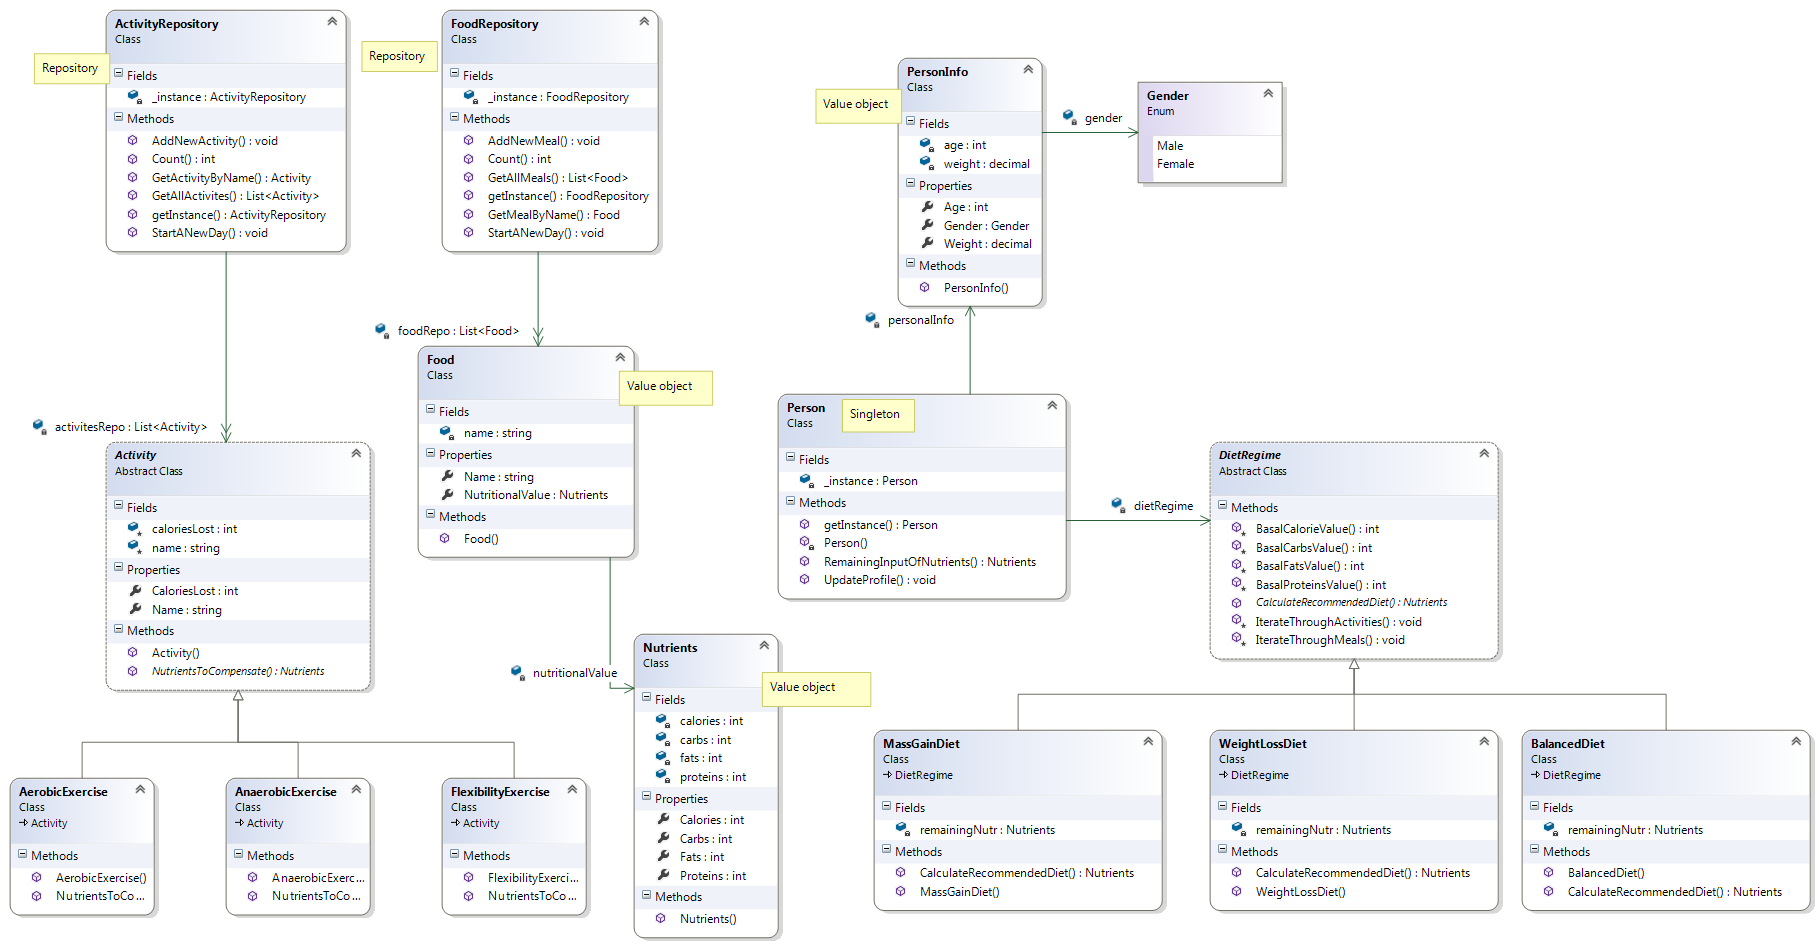 ActivityRepository
Class
Repository
Fields
_instance : ActivityRepository
Methods
AddNewActivity() : void
Count() : int
GetActivityByName() : Activity
GetAllActivites() : List<Activity>
getInstance() : ActivityRepository
StartANewDay() : void
FoodRepository
Class
Repository
Fields
_instance : FoodRepository
Methods
AddNewMeal() : void
Count() : int
GetAllMeals() : List<Food>
getInstance() : FoodRepository
GetMealByName() : Food
StartANewDay() : void
PersonInfo
Class
Value object
Fields
age : int
weight : decimal
Properties
Age : int
Gender : Gender
Weight : decimal
Methods
PersonInfo()
gender
Gender
Enum
Male
Female
personalInfo
foodRepo : List<Food>
Food
Class
Value object
Fields
name : string
Properties
Name : string
NutritionalValue : Nutrients
Methods
Food()
activitesRepo : List<Activity>
Activity
Abstract Class
Fields
caloriesLost : int
name : string
Properties
CaloriesLost : int
Name : string
Methods
Activity()
NutrientsToCompensate() : Nutrients
Person
Class
Singleton
Fields
_instance : Person
Methods
getInstance() : Person
Person()
RemainingInputOfNutrients() : Nutrients
UpdateProfile() : void
dietRegime
DietRegime
Abstract Class
Methods
BasalCalorieValue() : int
BasalCarbsValue() : int
BasalFatsValue() : int
BasalProteinsValue() : int
CalculateRecommendedDiet() : Nutrients
IterateThroughActivities() : void
IterateThroughMeals() : void
nutritionalValue
Nutrients
Class
Value object
Fields
calories : int
carbs : int
fats : int
proteins : int
Properties
Calories : int
Carbs : int
Fats : int
Proteins : int
Methods
Nutrients()
AerobicExercise
Class
Activity
Methods
AerobicExercise()
NutrientsToCo...
AnaerobicExercise
Class
Activity
Methods
AnaerobicExerc...
NutrientsToCo...
FlexibilityExercise
Class
Activity
Methods
FlexibilityExerci...
NutrientsToCo...
MassGainDiet
Class
DietRegime
Fields
remainingNutr : Nutrients
Methods
CalculateRecommendedDiet() : Nutrients
MassGainDiet()
WeightLossDiet
Class
DietRegime
Fields
remainingNutr : Nutrients
Methods
CalculateRecommendedDiet() : Nutrients
WeightLossDiet()
BalancedDiet
Class
DietRegime
Fields
remainingNutr : Nutrients
Methods
BalancedDiet()
CalculateRecommendedDiet() : Nutrients